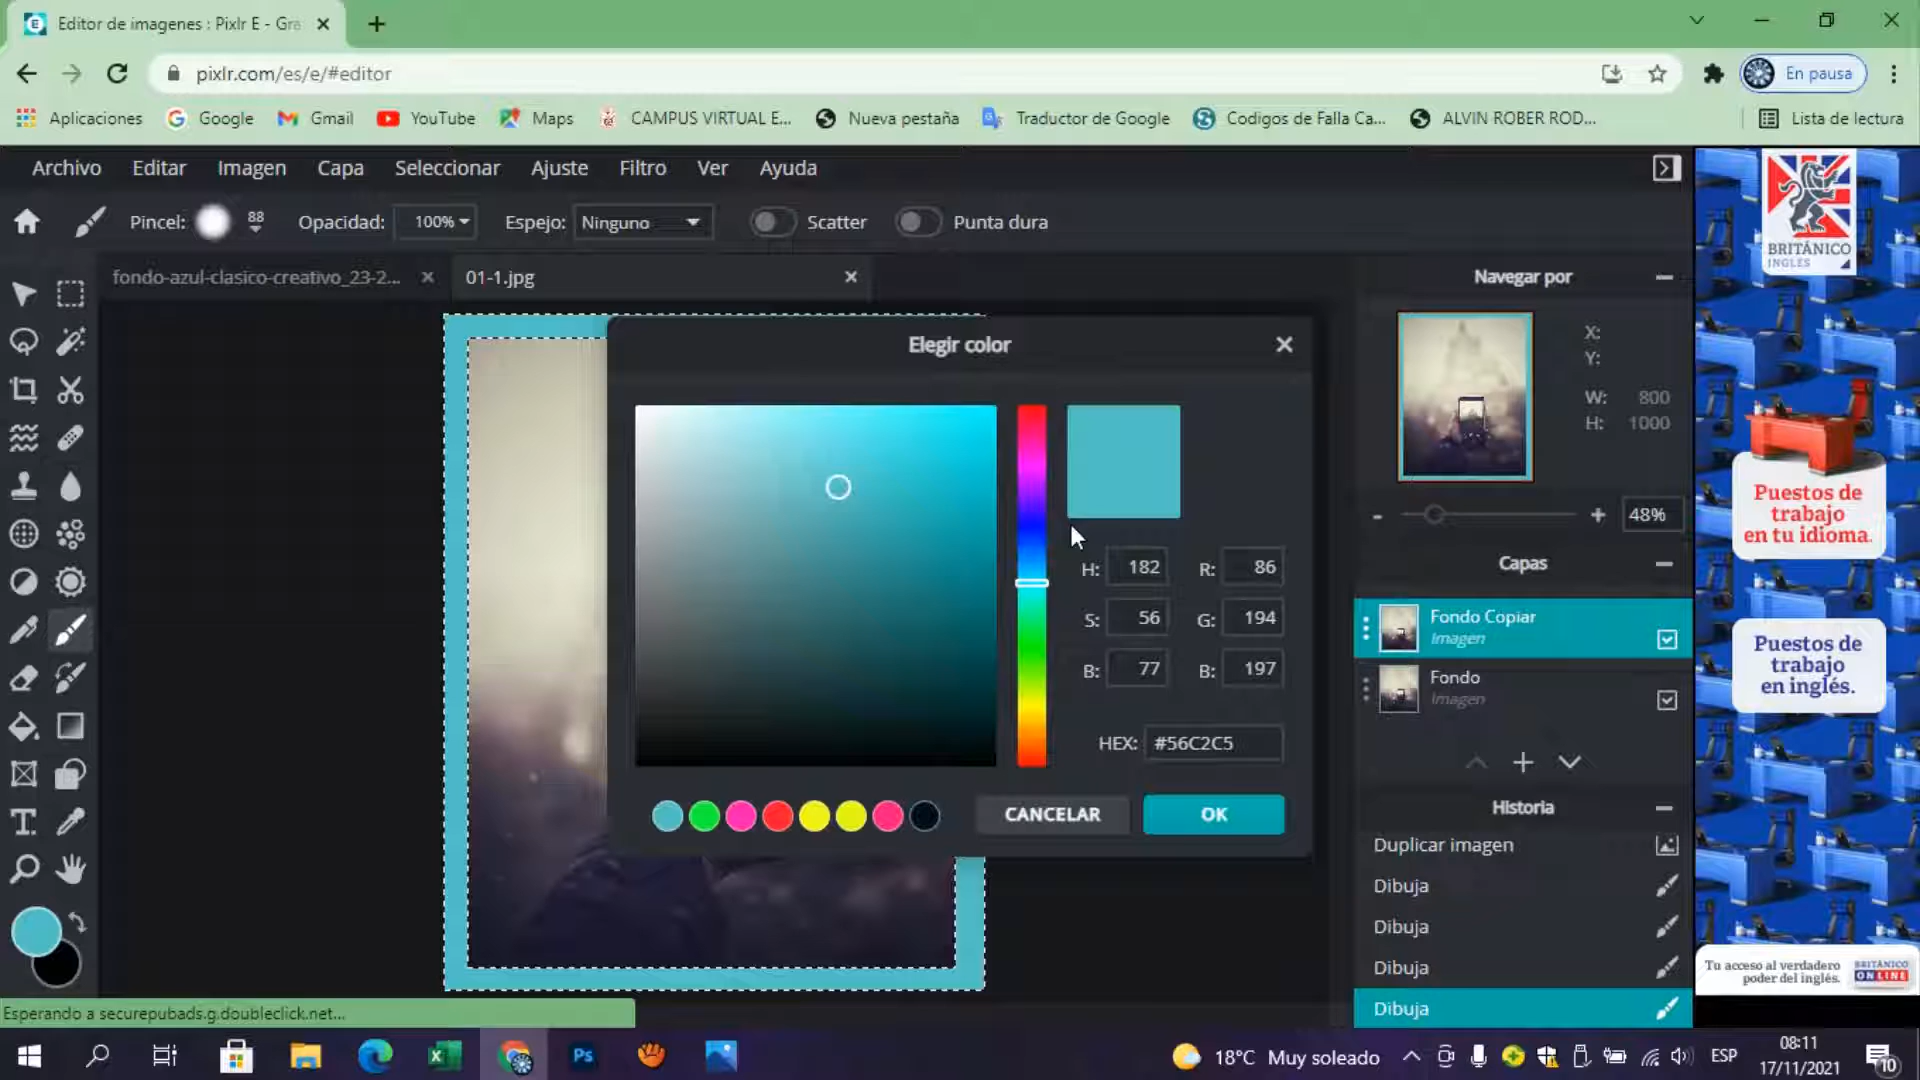 Editor de imagenes : Pixlr E - Gra
pixlr.com/es/e/#editor
En pausa
Aplicaciones
Google
Gmail
YouTube
Maps
CAMPUS VIRTUAL E...
Nueva pestaña
Traductor de Google
Codigos de Falla Ca...
ALVIN ROBER ROD...
Lista de lectura
Archivo
Editar
Imagen
Capa
Seleccionar
Ajuste
Filtro
Ver
Ayuda
Pincel:
88
Opacidad:
100%
Espejo:
Ninguno
Scatter
Punta dura
fondo-azul-clasico-creativo_23-2...
01-1.jpg
Elegir color
H: 182
R: 86
S: 56
G: 194
B: 77
B: 197
HEX: #56C2C5
CANCELAR
OK
Navegar por
X:
Y:
W: 800
H: 1000
- + 48%
Capas
Fondo Copiar
Imagen
Fondo
Imagen
Historia
Duplicar imagen
Dibuja
Dibuja
Dibuja
Dibuja
BRITÁNICO
INGLÉS
Puestos de
trabajo
en tu idioma.
Puestos de
trabajo
en inglés.
Tu acceso al verdadero
poder del inglés.
BRITÁNICO
ONLINE
Esperando a securepubads.g.doubleclick.net...
Ps
18°C Muy soleado
ESP
08:11
17/11/2021
10